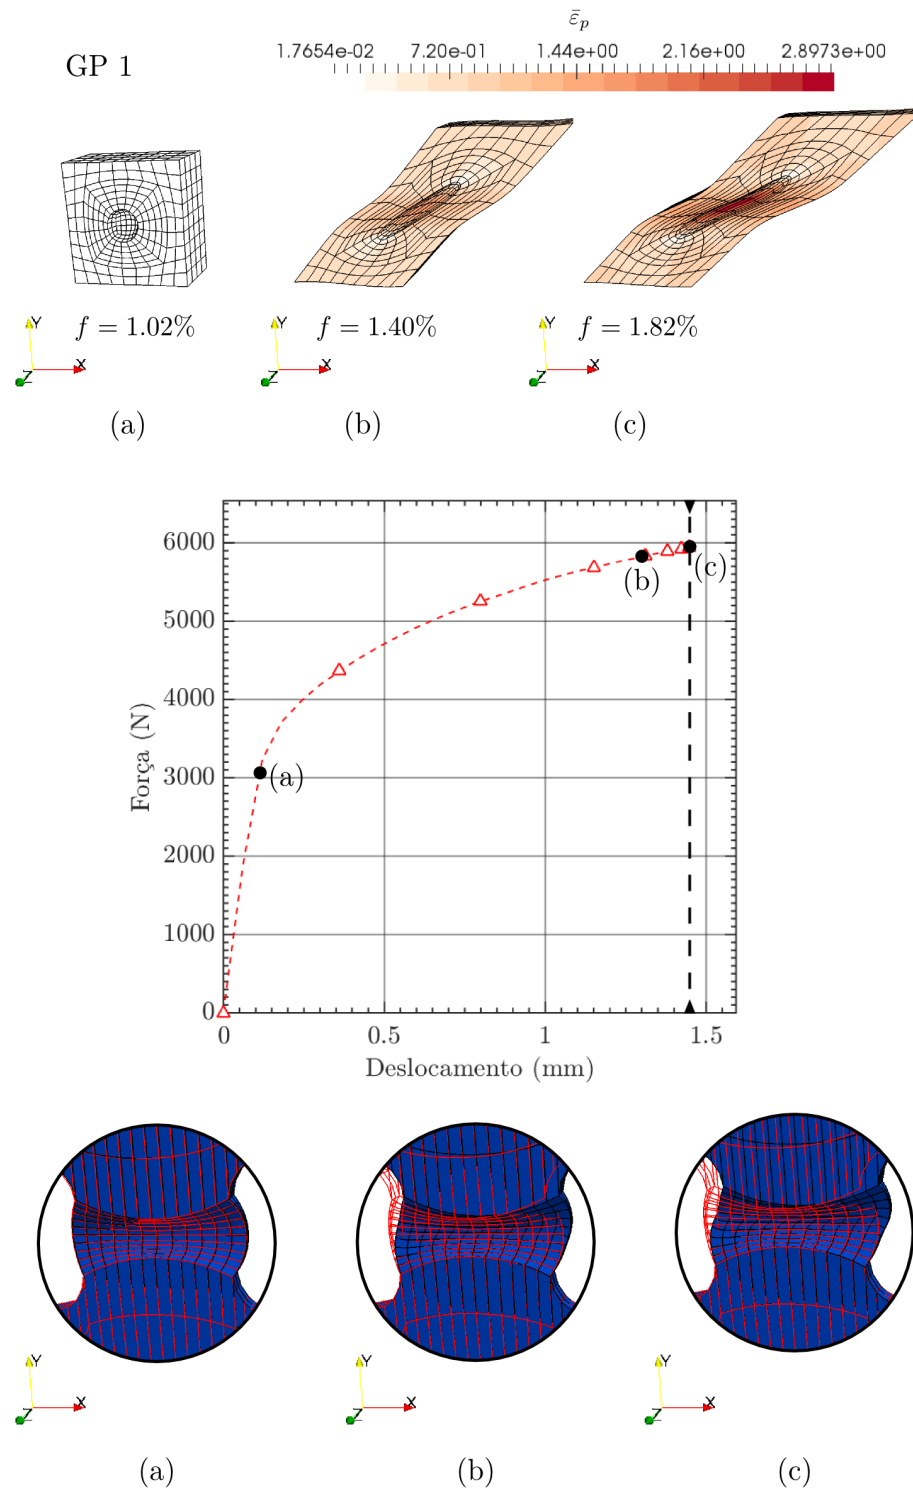 ε̄p
1.7654e-02 7.20e-01 1.44e+00 2.16e+00 2.8973e+00
GP 1
f = 1.02% f = 1.40% f = 1.82%
Y X Z Y X Z Y X Z
(a) (b) (c)
6000
5000
4000
3000
2000
1000
0
Força (N)
(a)
(b)
(c)
0 0.5 1 1.5
Deslocamento (mm)
Y X Z Y X Z Y X Z
(a) (b) (c)